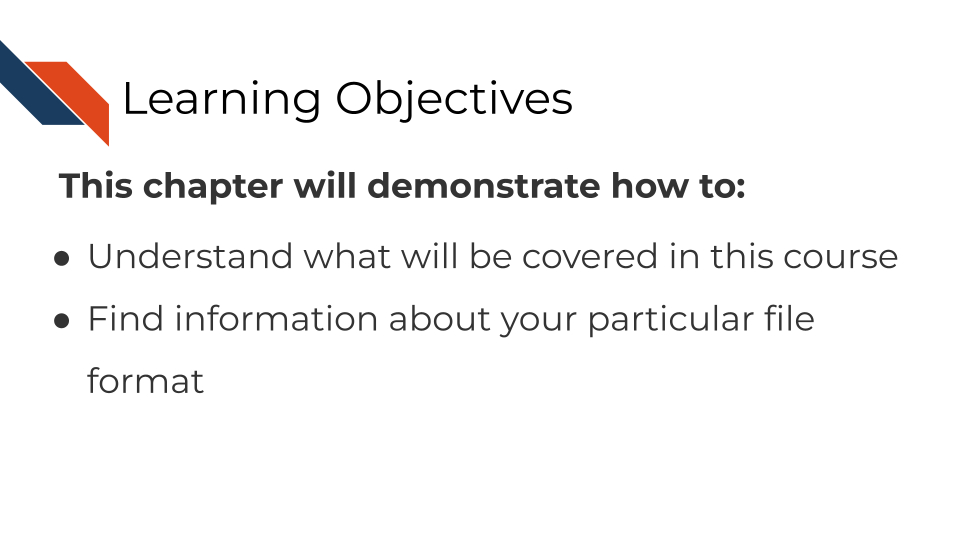 Learning Objectives
This chapter will demonstrate how to:
● Understand what will be covered in this course
● Find information about your particular file
format